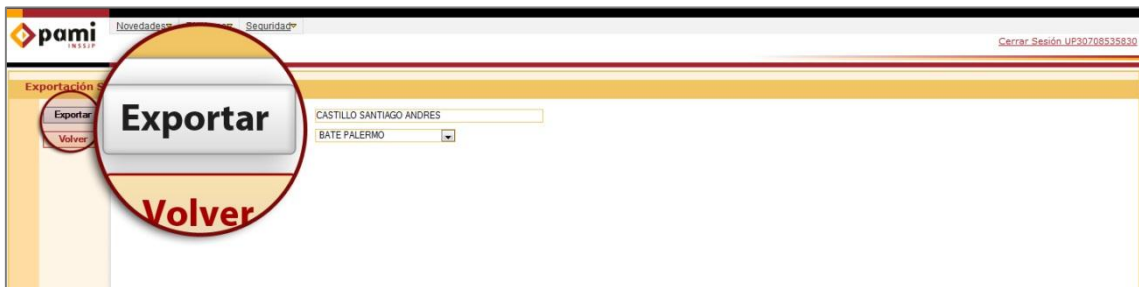 pami
INSSJP
Novedades
Seguridad
Cerrar Sesión UP30708535830
Exportación
Exportar
Volver
Exportar
Volver
CASTILLO SANTIAGO ANDRES
BATE PALERMO